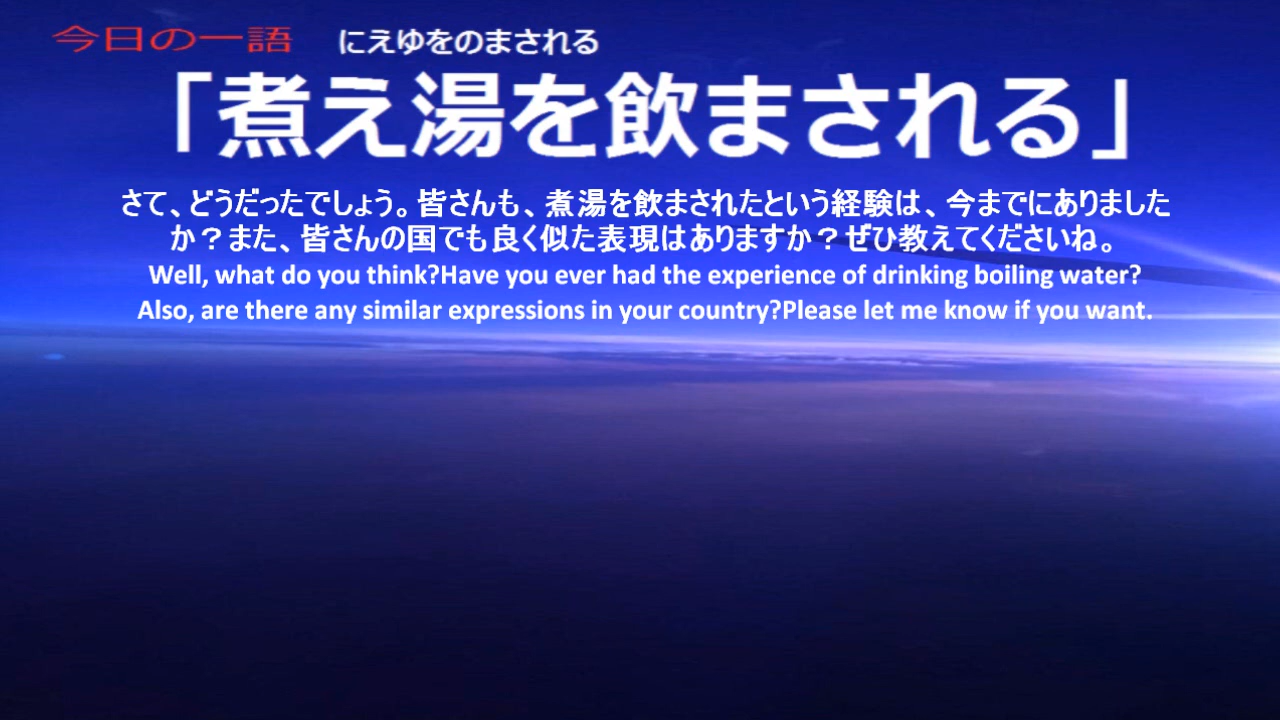 今日の一語 にえゆをのまされる
「煮え湯を飲まされる」
さて、どうだったでしょう。皆さんも、煮湯を飲まされたという経験は、今までにありました
か？また、皆さんの国でも良く似た表現はありますか？ぜひ教えてくださいね。
Well, what do you think?Have you ever had the experience of drinking boiling water?
Also, are there any similar expressions in your country?Please let me know if you want.